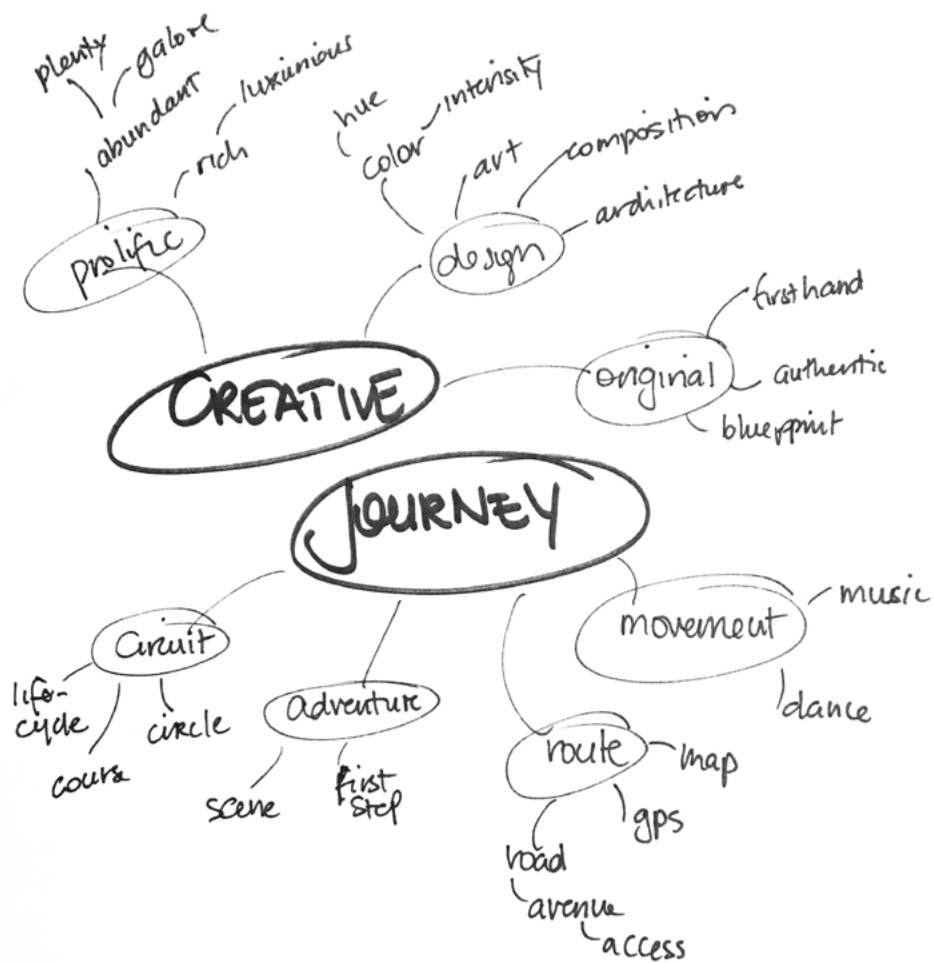 plenty
galore
abundant
luxunious
rich
prolific
hue
intensity
color
art
composition
architecture
design
firsthand
original
authentic
blueprint
CREATIVE
JOURNEY
circuit
life-
cycle
course
circle
adventure
scene
first
step
movement
music
dance
route
map
gps
road
avenue
access